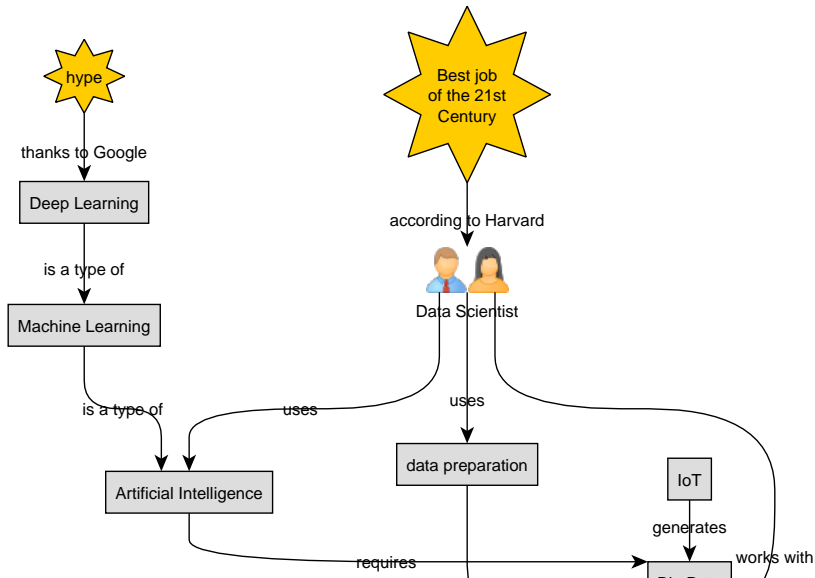 hype
Best job
of the 21st
Century
thanks to Google
Deep Learning
according to Harvard
is a type of
Data Scientist
Machine Learning
is a type of
uses
uses
data preparation
IoT
Artificial Intelligence
generates
requires
works with